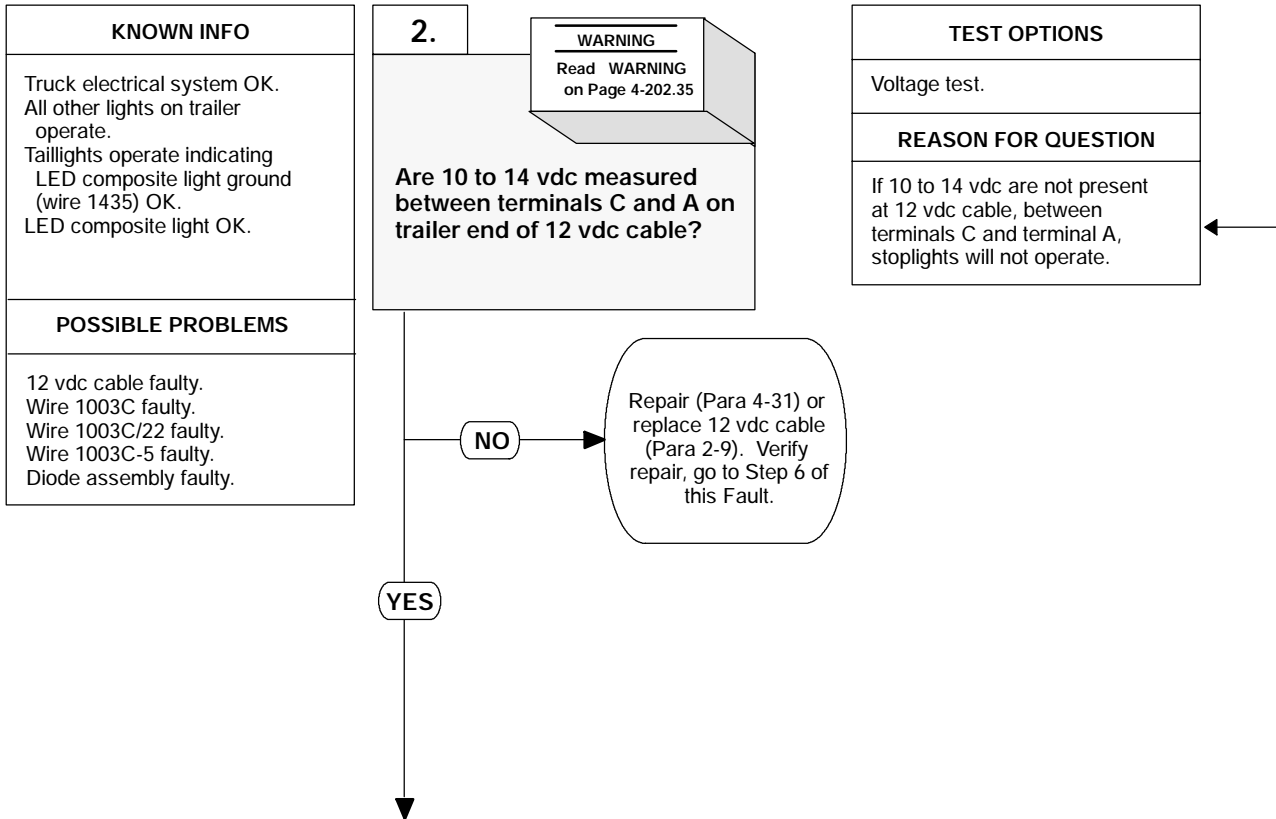 KNOWN INFO
Truck electrical system OK.
All other lights on trailer
operate.
Taillights operate indicating
LED composite light ground
(wire 1435) OK.
LED composite light OK.
POSSIBLE PROBLEMS
12 vdc cable faulty.
Wire 1003C faulty.
Wire 1003C/22 faulty.
Wire 1003C-5 faulty.
Diode assembly faulty.
2.
WARNING
Read WARNING
on Page 4-202.35
Are 10 to 14 vdc measured
between terminals C and A on
trailer end of 12 vdc cable?
TEST OPTIONS
Voltage test.
REASON FOR QUESTION
If 10 to 14 vdc are not present
at 12 vdc cable, between
terminals C and terminal A,
stoplights will not operate.
NO
Repair (Para 4-31) or
replace 12 vdc cable
(Para 2-9). Verify
repair, go to Step 6 of
this Fault.
YES